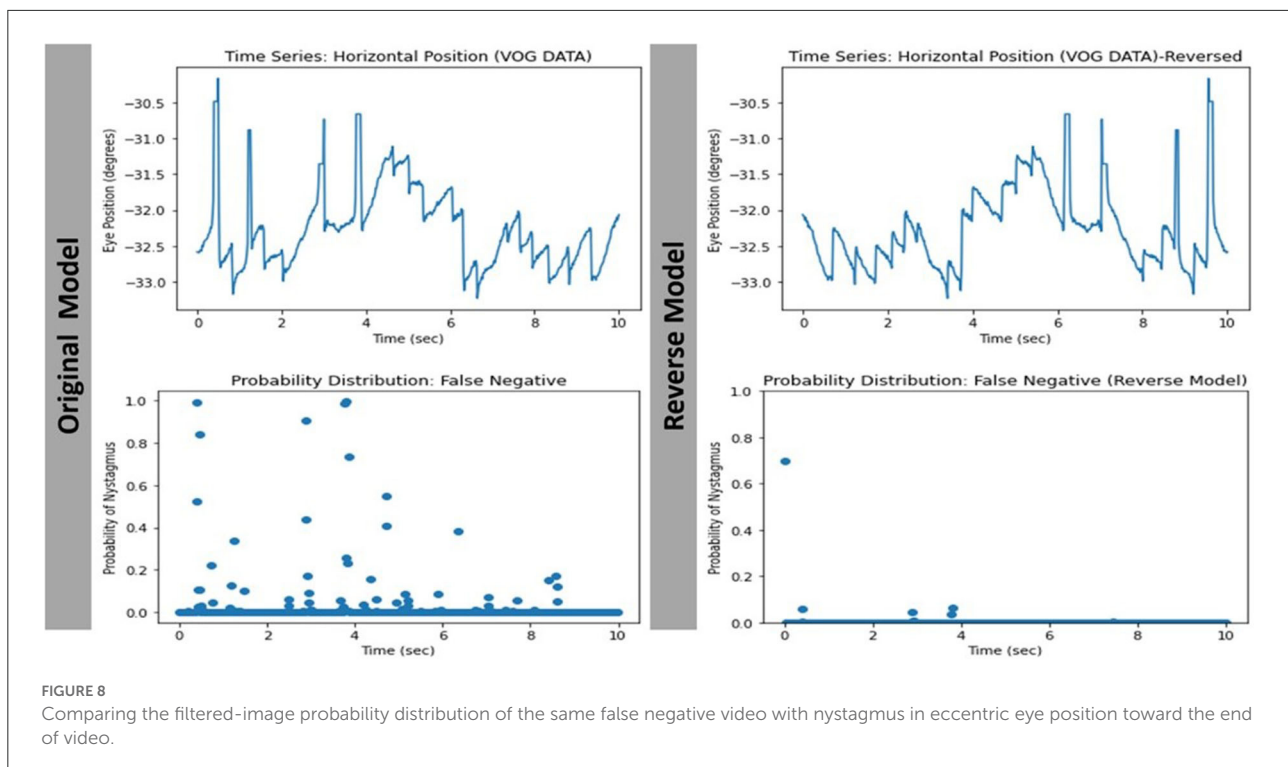 Original Model
Time Series: Horizontal Position (VOG DATA)
Eye Position (degrees)
−30.5
−31.0
−31.5
−32.0
−32.5
−33.0
0 2 4 6 8 10
Time (sec)
Probability Distribution: False Negative
Probability of Nystagmus
1.0
0.8
0.6
0.4
0.2
0.0
0 2 4 6 8 10
Time (sec)
Reverse Model
Time Series: Horizontal Position (VOG DATA)-Reversed
Eye Position (degrees)
−30.5
−31.0
−31.5
−32.0
−32.5
−33.0
0 2 4 6 8 10
Time (sec)
Probability Distribution: False Negative (Reverse Model)
Probability of Nystagmus
1.0
0.8
0.6
0.4
0.2
0.0
0 2 4 6 8 10
Time (sec)
FIGURE 8
Comparing the filtered-image probability distribution of the same false negative video with nystagmus in eccentric eye position toward the end
of video.